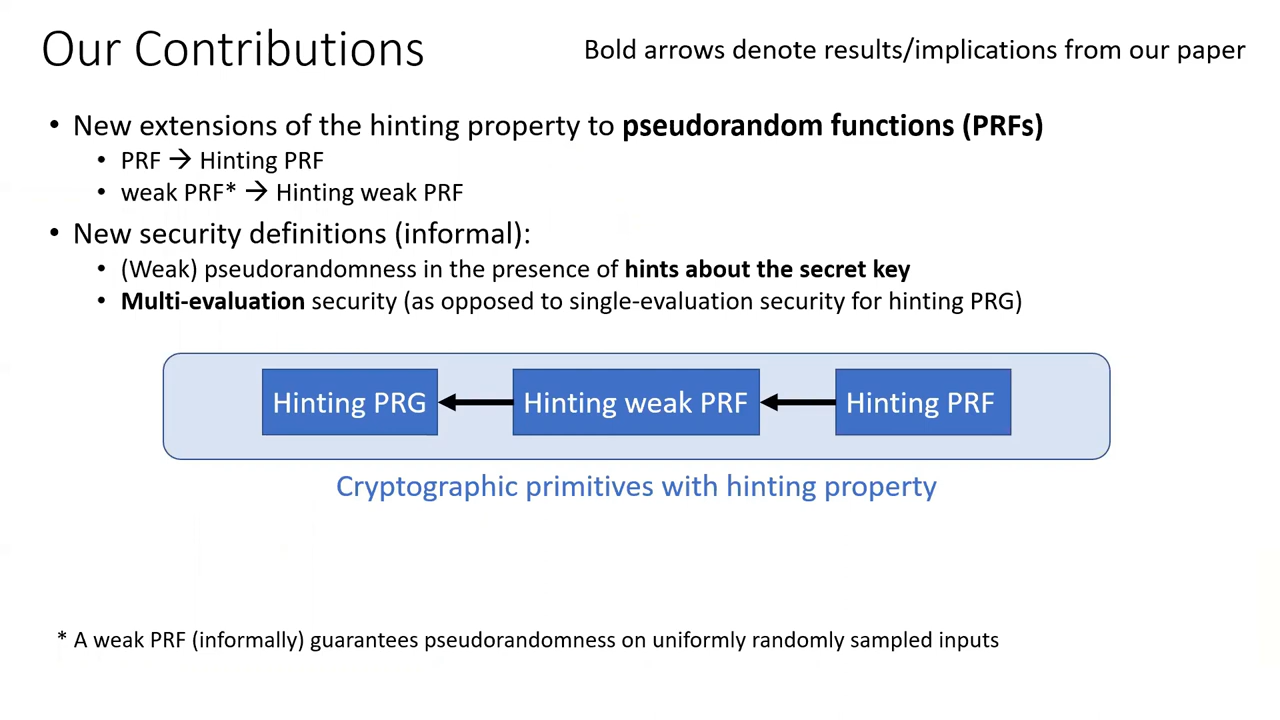 Our Contributions
Bold arrows denote results/implications from our paper
• New extensions of the hinting property to pseudorandom functions (PRFs)
• PRF → Hinting PRF
• weak PRF* → Hinting weak PRF
• New security definitions (informal):
• (Weak) pseudorandomness in the presence of hints about the secret key
• Multi-evaluation security (as opposed to single-evaluation security for hinting PRG)
Hinting PRG
Hinting weak PRF
Hinting PRF
Cryptographic primitives with hinting property
* A weak PRF (informally) guarantees pseudorandomness on uniformly randomly sampled inputs